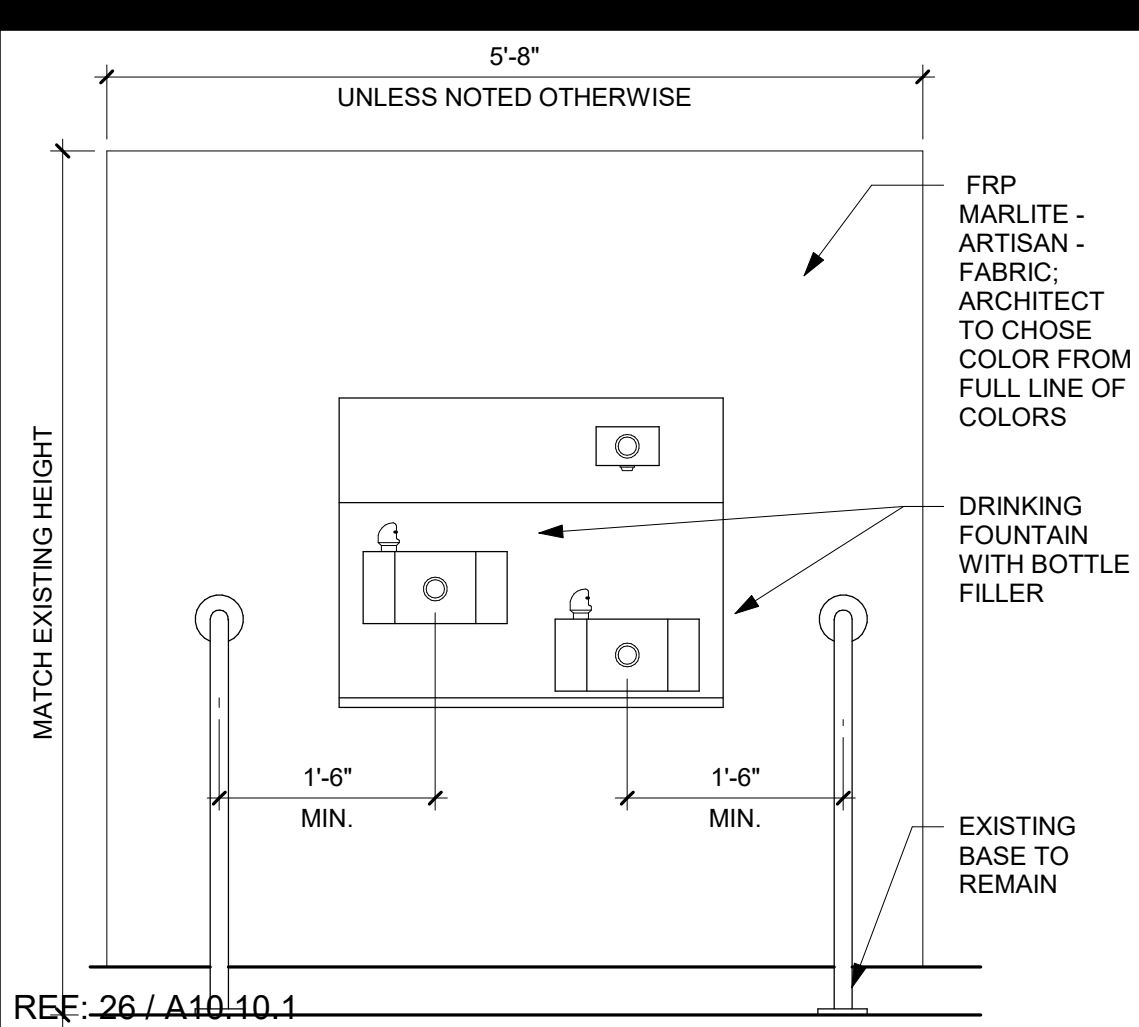 5'-8"
UNLESS NOTED OTHERWISE
FRP
MARLITE -
ARTISAN -
FABRIC;
ARCHITECT
TO CHOSE
COLOR FROM
FULL LINE OF
COLORS
MATCH EXISTING HEIGHT
DRINKING
FOUNTAIN
WITH BOTTLE
FILLER
1'-6"
MIN.
1'-6"
MIN.
EXISTING
BASE TO
REMAIN
REF: 26 / A10.10.1